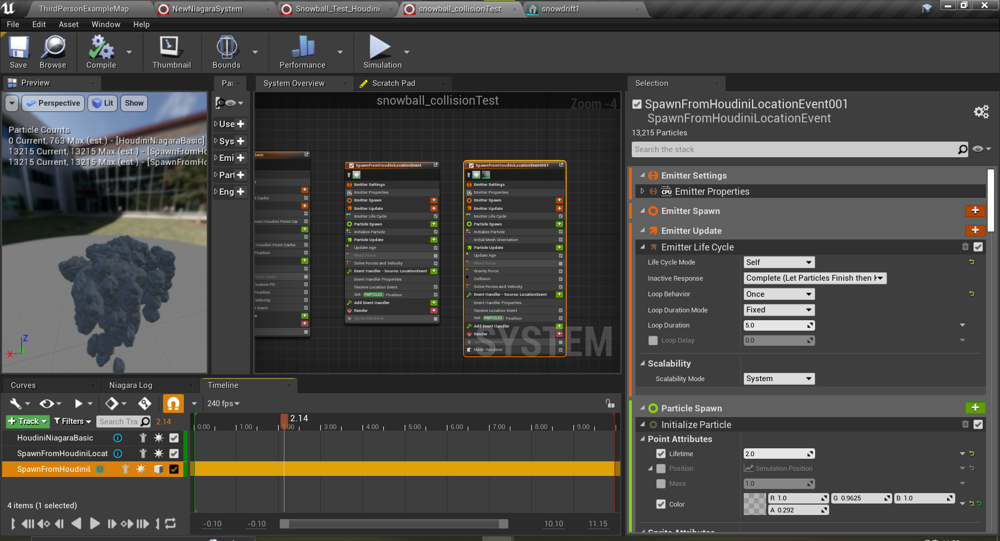 ThirdPersonExampleMap
NewNiagaraSystem
Snowball_Test_Houdini
snowball_collisionTest
snowdrift1
File
Edit
Asset
Window
Help
Save
Browse
Compile
Thumbnail
Bounds
Performance
Simulation
Preview
Perspective
Lit
Show
Particle Counts
0 Current, 763 Max (est.) - [HoudiniNiagaraBasic]
13215 Current, 13215 Max (est.) - [SpawnFromHo
13215 Current, 13215 Max (est.) - [SpawnFromHo
Z
X
Y
Par
Use
Sys
Emi
Part
Eng
System Overview
Scratch Pad
snowball_collisionTest
Zoom -4
Basic
t Cache
rom Houdini Point Cac
Houdini Point Cache
Position
Point Cache
Custom PC
Position
Velocity
n Event
er
SpawnFromHoudiniLocationEvent
Emitter Settings
Emitter Properties
Emitter Spawn
Emitter Update
Emitter Life Cycle
Particle Spawn
Initialize Particle
Particle Update
Update Age
Wind Force
Solve Forces and Velocity
Event Handler - Source: LocationEvent
Event Handler Properties
Receive Location Event
Set: PARTICLES Position
Add Event Handler
Render
Sprite Renderer
SpawnFromHoudiniLocationEvent001
Emitter Settings
Emitter Properties
Emitter Spawn
Emitter Update
Emitter Life Cycle
Particle Spawn
Initialize Particle
Initial Mesh Orientation
Particle Update
Update Age
Wind Force
Gravity Force
Collision
Solve Forces and Velocity
Event Handler - Source: LocationEvent
Event Handler Properties
Receive Location Event
Set: PARTICLES Position
Add Event Handler
Render
Sprite Renderer
Mesh Renderer
SYSTEM
Curves
Niagara Log
Timeline
240 fps
Track
Filters
Search Tra
2.14
2.14
0.00 1.00 2.00 3.00 4.00 5.00 6.00 7.00 8.00 9.00
HoudiniNiagaraBasic
SpawnFromHoudiniLocat
SpawnFromHoudiniL
4 items (1 selected)
-0.10
-0.10
10.10
11.15
Selection
SpawnFromHoudiniLocationEvent001
SpawnFromHoudiniLocationEvent
13,215 Particles
Search the stack
Emitter Settings
CPU Emitter Properties
Emitter Spawn
Emitter Update
Emitter Life Cycle
Life Cycle Mode Self
Inactive Response Complete (Let Particles Finish then K
Loop Behavior Once
Loop Duration Mode Fixed
Loop Duration 5.0
Loop Delay 0.0
Scalability
Scalability Mode System
Particle Spawn
Initialize Particle
Point Attributes
Lifetime 2.0
Position Simulation Position
Mass 1.0
Color R 1.0 G 0.9625 B 1.0
A 0.292
Sprite Attributes